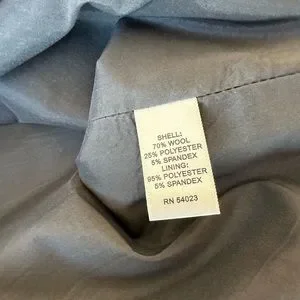 SHELL:
70% WOOL
25% POLYESTER
5% SPANDEX
LINING:
95% POLYESTER
5% SPANDEX
RN 54023